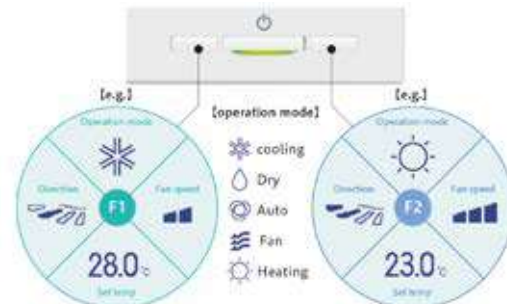 [e.g.]
[e.g.]
[operation mode]
Operation mode
Direction
F1
Fan speed
28.0℃
Set temp
cooling
Dry
Auto
Fan
Heating
Operation mode
Direction
F2
Fan speed
23.0℃
Set temp